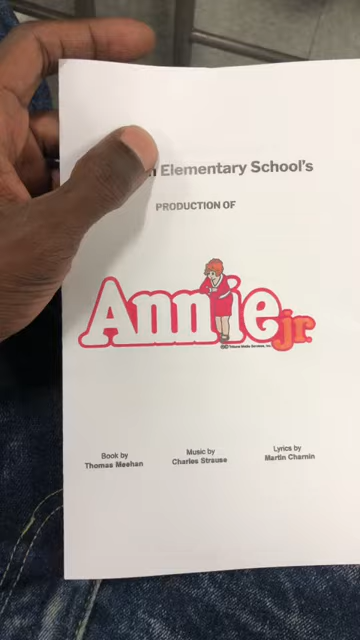 Elementary School's
PRODUCTION OF
Annie jr.
Book by
Thomas Meehan
Music by
Charles Strouse
Lyrics by
Martin Charnin